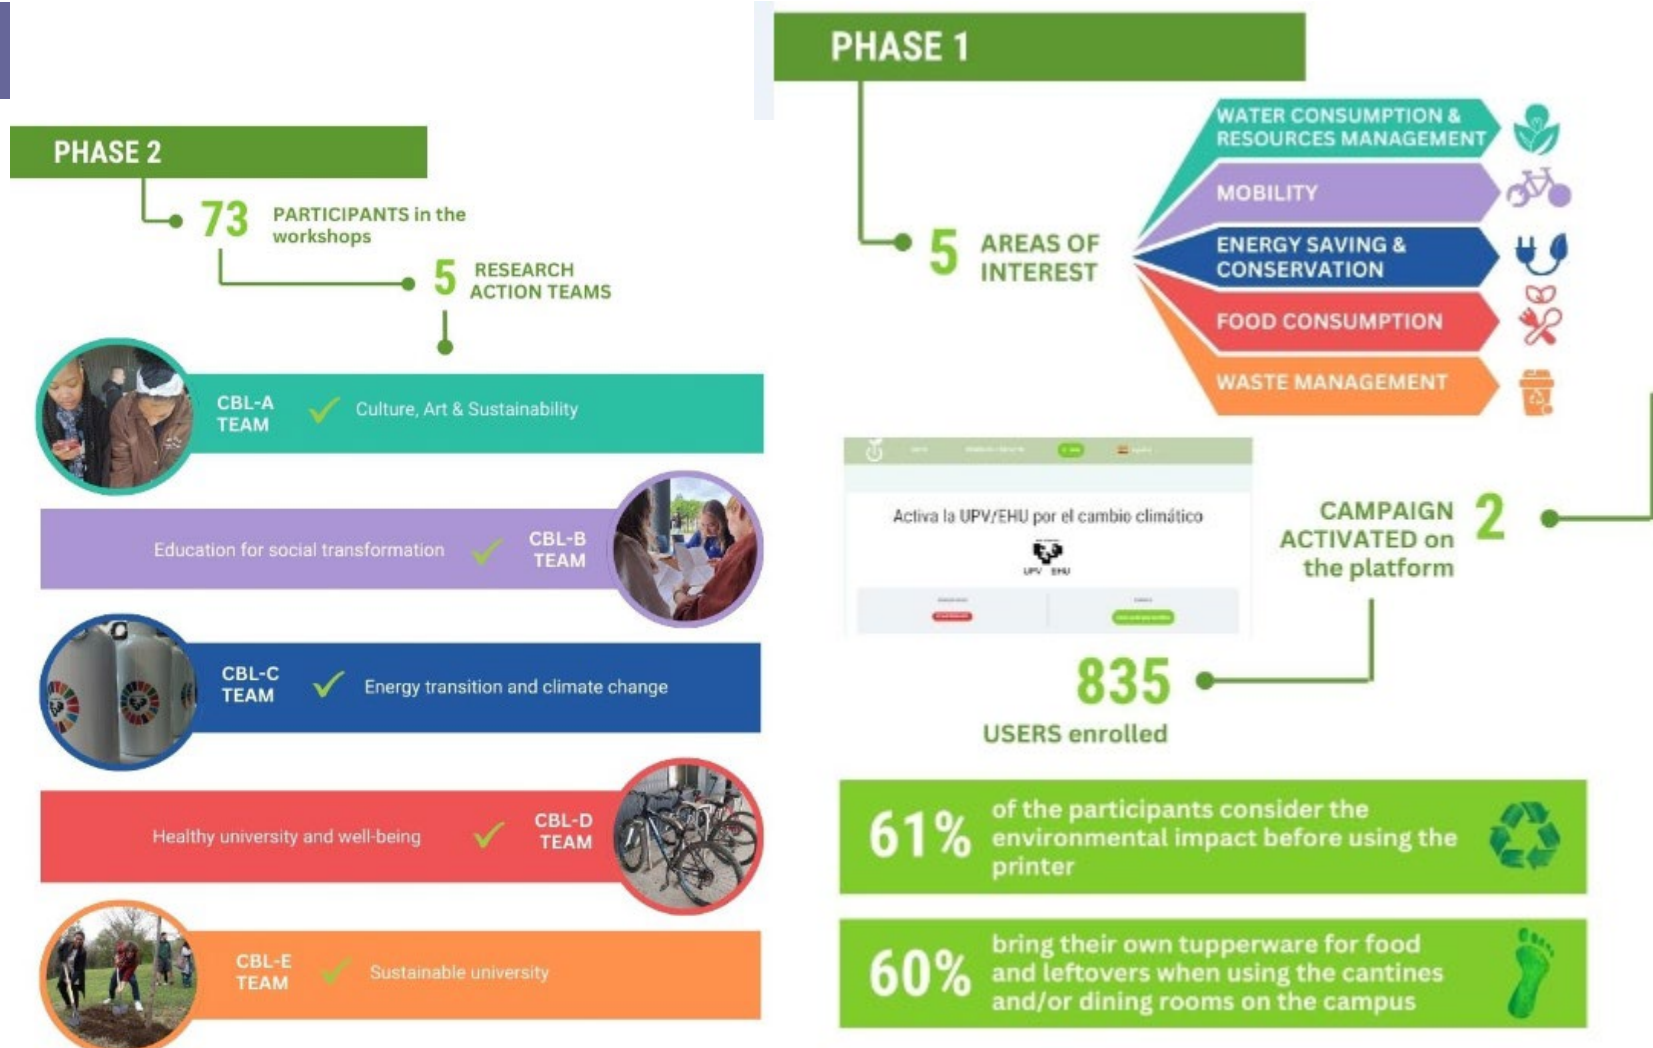 PHASE 2
73
PARTICIPANTS in the
workshops
5
RESEARCH
ACTION TEAMS
CBL-A
TEAM
Culture, Art & Sustainability
Education for social transformation
CBL-B
TEAM
CBL-C
TEAM
Energy transition and climate change
Healthy university and well-being
CBL-D
TEAM
CBL-E
TEAM
Sustainable university
PHASE 1
5
AREAS OF
INTEREST
WATER CONSUMPTION &
RESOURCES MANAGEMENT
MOBILITY
ENERGY SAVING &
CONSERVATION
FOOD CONSUMPTION
WASTE MANAGEMENT
Activa la UPV/EHU por el cambio climático
UPV EHU
CAMPAIGN
ACTIVATED on
the platform
2
835
USERS enrolled
61%
of the participants consider the
environmental impact before using the
printer
60%
bring their own tupperware for food
and leftovers when using the cantines
and/or dining rooms on the campus